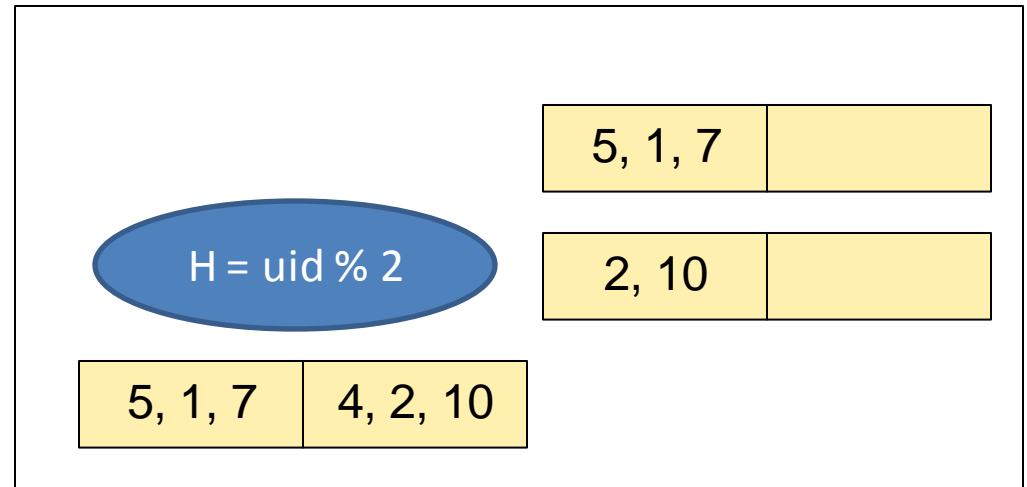 5, 1, 7
H = uid % 2
2, 10
5, 1, 7
4, 2, 10